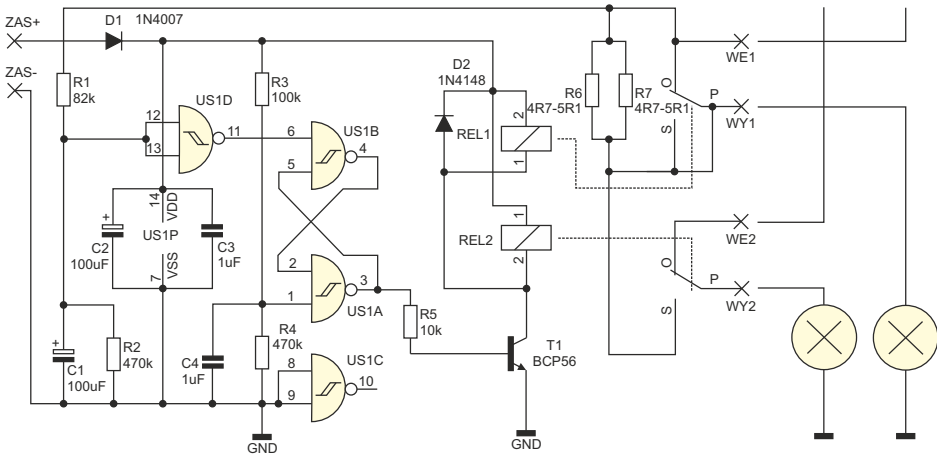 ZAS+
D1
1N4007
ZAS-
R1
82k
12
13
US1D
11
R3
100k
6
5
US1B
4
D2
1N4148
REL1
2
1
R6
4R7-5R1
R7
4R7-5R1
O
P
S
WE1
WY1
14
VDD
US1P
7
VSS
+
C2
100uF
C3
1uF
2
1
3
US1A
REL2
1
2
WE2
O
P
S
WY2
R5
10k
+
C1
100uF
R2
470k
C4
1uF
R4
470k
8
9
US1C
10
T1
BCP56
GND
GND